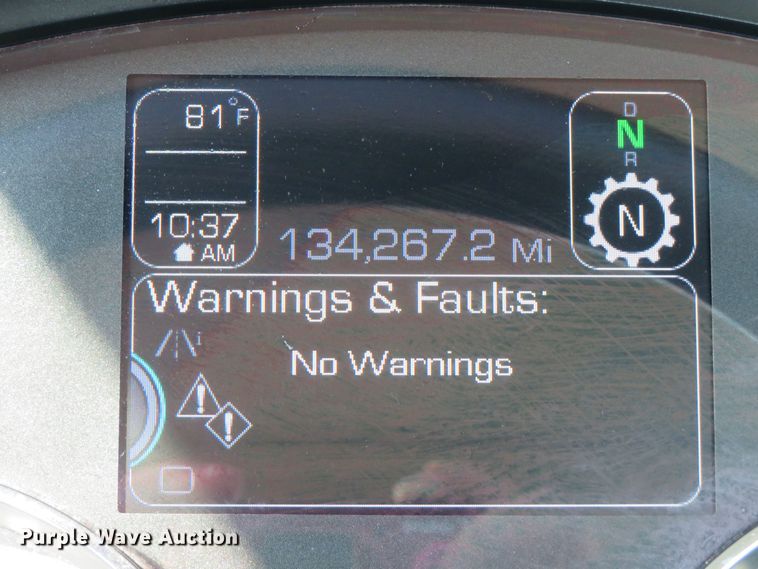 81°F
10:37
AM
134,267.2 Mi
D
N
R
N
Warnings & Faults:
i
No Warnings
!
!
Purple Wave Auction